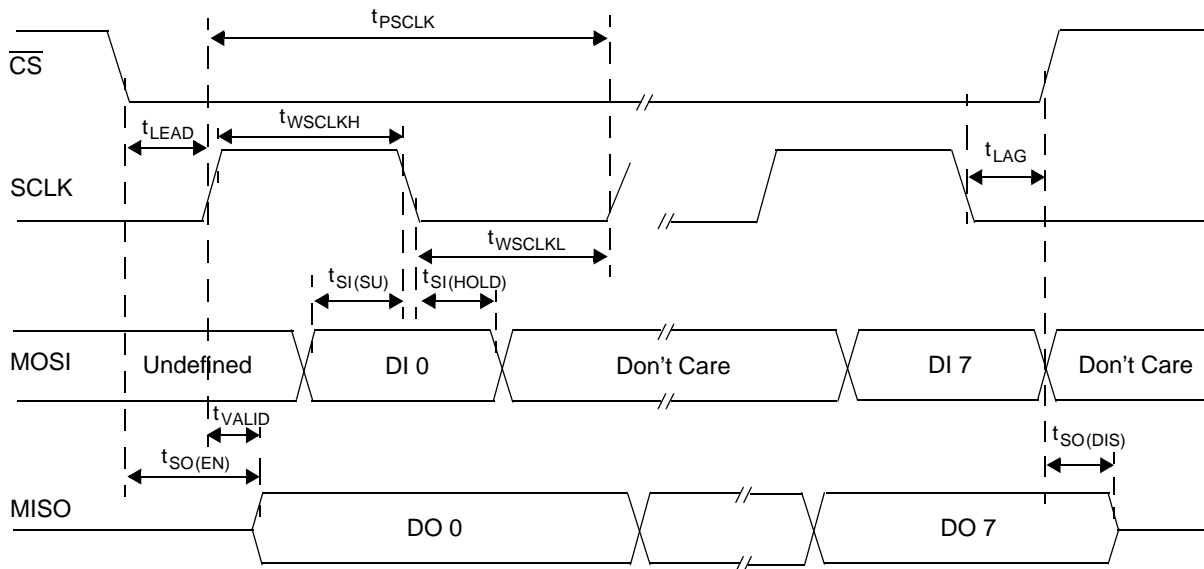 tPSCLK
CS
tLEAD
tWSCLKH
tLAG
SCLK
tWSCLKL
tSI(SU)
tSI(HOLD)
MOSI
Undefined
DI 0
Don't Care
DI 7
Don't Care
tVALID
tSO(EN)
tSO(DIS)
MISO
DO 0
DO 7